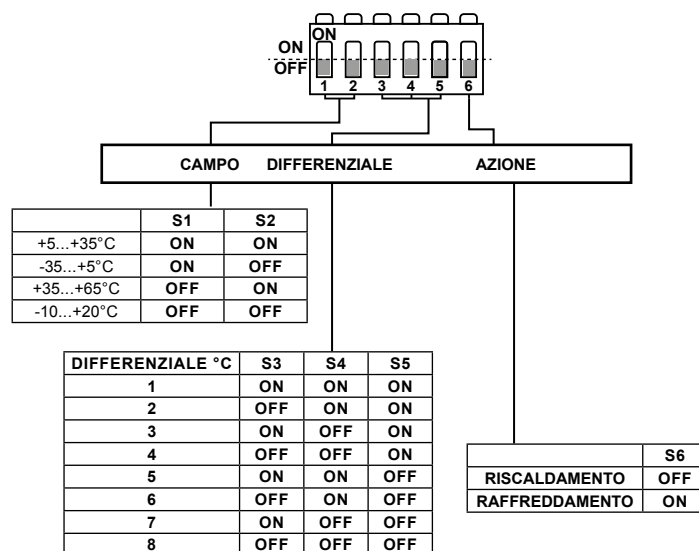 ON
ON
OFF
1 2 3 4 5 6
CAMPO DIFFERENZIALE AZIONE
S1 S2
+5...+35°C ON ON
-35...+5°C ON OFF
+35...+65°C OFF ON
-10...+20°C OFF OFF
DIFFERENZIALE °C S3 S4 S5
1 ON ON ON
2 OFF ON ON
3 ON OFF ON
4 OFF OFF ON
5 ON ON OFF
6 OFF ON OFF
7 ON OFF OFF
8 OFF OFF OFF
S6
RISCALDAMENTO OFF
RAFFREDDAMENTO ON